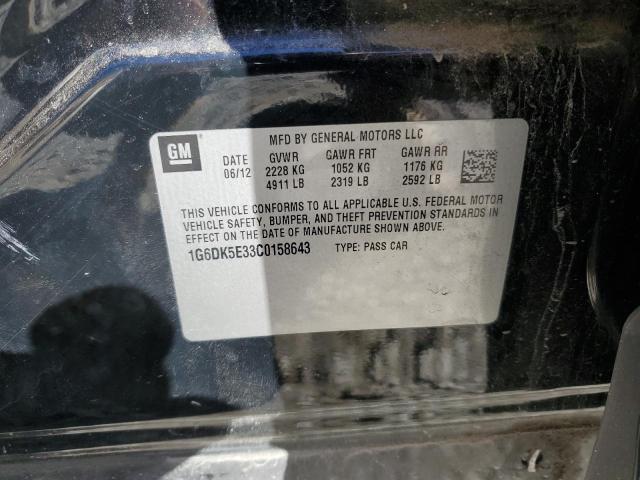 GM
MFD BY GENERAL MOTORS LLC
DATE GVWR GAWR FRT GAWR RR
06/12 2228 KG 1052 KG 1176 KG
4911 LB 2319 LB 2592 LB
THIS VEHICLE CONFORMS TO ALL APPLICABLE U.S. FEDERAL MOTOR
VEHICLE SAFETY, BUMPER, AND THEFT PREVENTION STANDARDS IN
EFFECT ON THE DATE OF MANUFACTURE SHOWN ABOVE.
1G6DK5E33C0158643 TYPE: PASS CAR